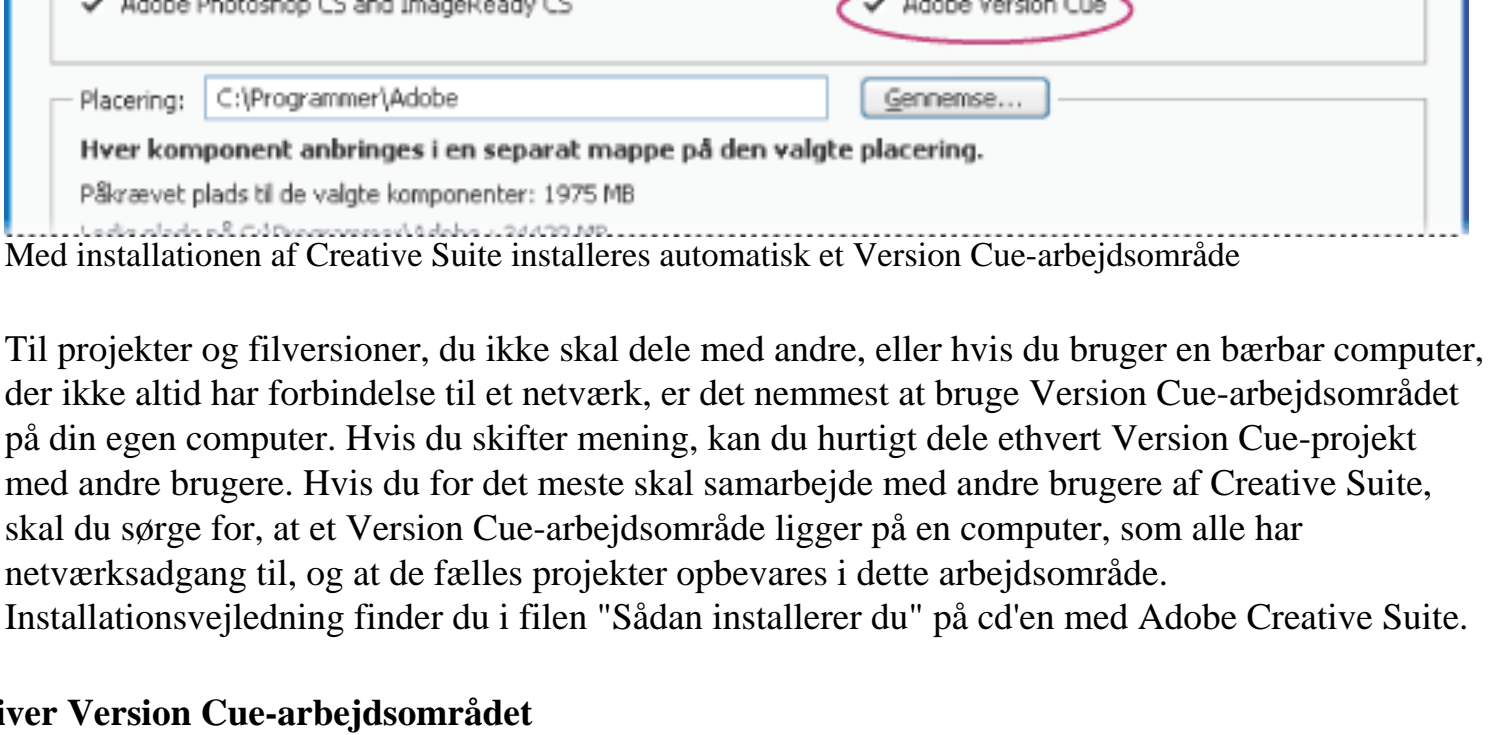 Adobe Photoshop CS and ImageReady CS
Adobe Version Cue
Placering: C:\Programmer\Adobe Gennemse...
Hver komponent anbringes i en separat mappe på den valgte placering.
Påkrævet plads til de valgte komponenter: 1975 MB
Med installationen af Creative Suite installeres automatisk et Version Cue-arbejdsområde
Til projekter og filversioner, du ikke skal dele med andre, eller hvis du bruger en bærbar computer,
der ikke altid har forbindelse til et netværk, er det nemmest at bruge Version Cue-arbejdsområdet
på din egen computer. Hvis du skifter mening, kan du hurtigt dele ethvert Version Cue-projekt
med andre brugere. Hvis du for det meste skal samarbejde med andre brugere af Creative Suite,
skal du sørge for, at et Version Cue-arbejdsområde ligger på en computer, som alle har
netværksadgang til, og at de fælles projekter opbevares i dette arbejdsområde.
Installationsvejledning finder du i filen "Sådan installerer du" på cd'en med Adobe Creative Suite.
iver Version Cue-arbejdsområdet